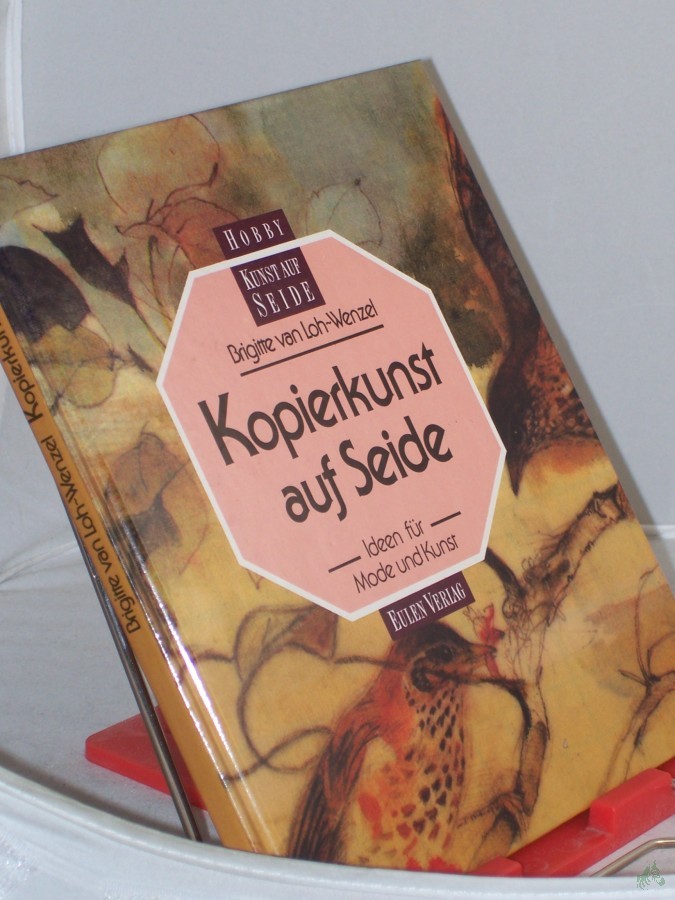 HOBBY
KUNST AUF
SEIDE
Brigitte van Loh-Wenzel
Kopierkunst
auf Seide
Ideen für
Mode und Kunst
EULEN VERLAG
Brigitte van Loh-Wenzel Kopierkun